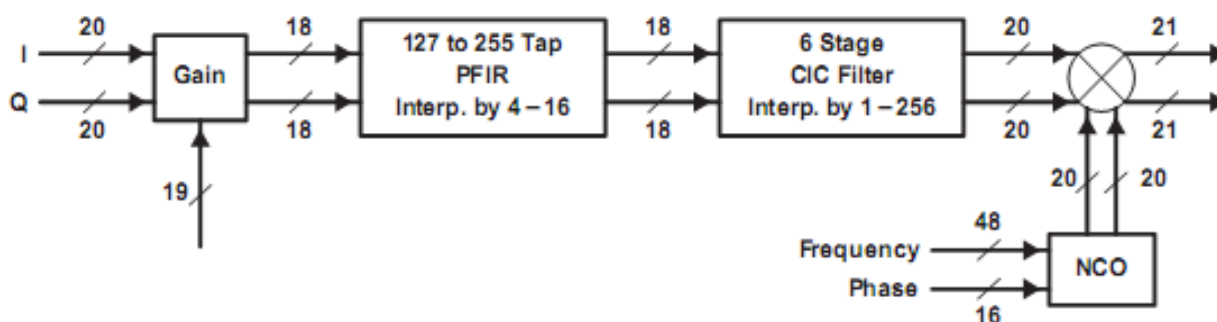 20 18 18 20 21
I
Gain
127 to 255 Tap
PFIR
Interp. by 4 – 16
6 Stage
CIC Filter
Interp. by 1 – 256
Q
20 18 18 20 21
19
20 20
48
Frequency
NCO
Phase
16